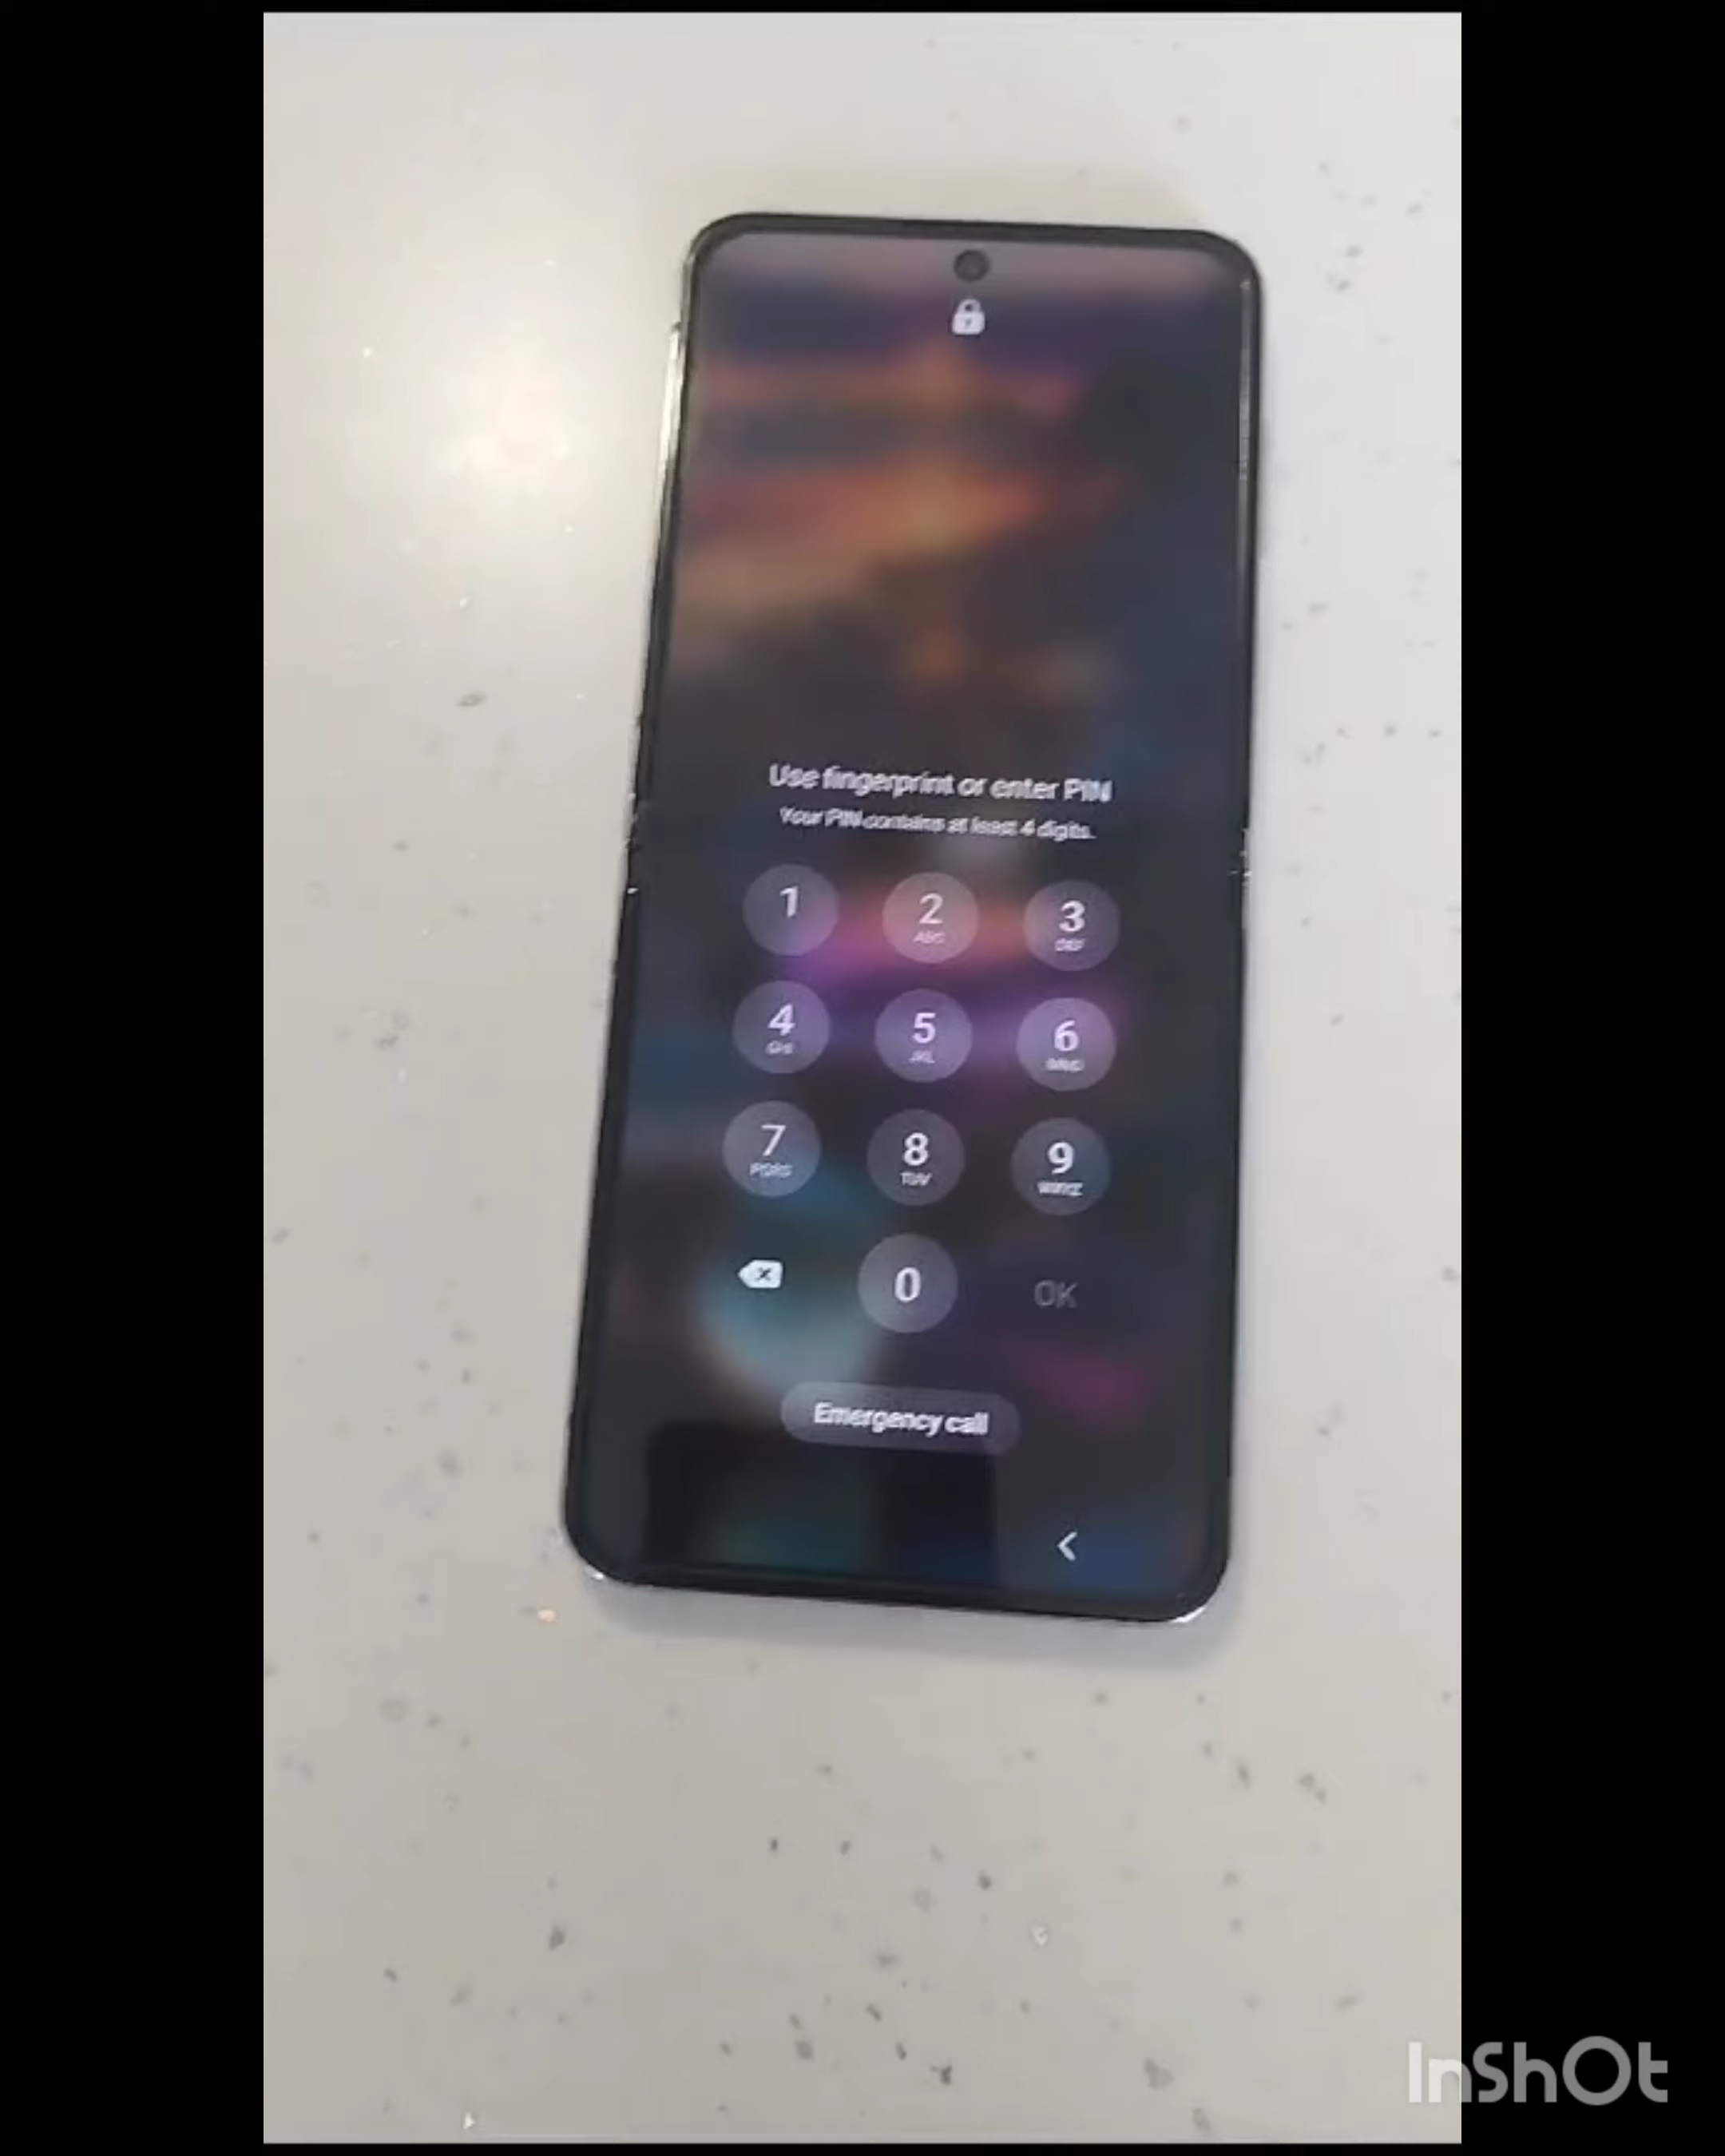 Use fingerprint or enter PIN
Your PIN contains at least 4 digits.
1 2 3
ABC DEF
4 5 6
GHI JKL MNO
7 8 9
PQRS TUV WXYZ
0 OK
Emergency call
InShOt